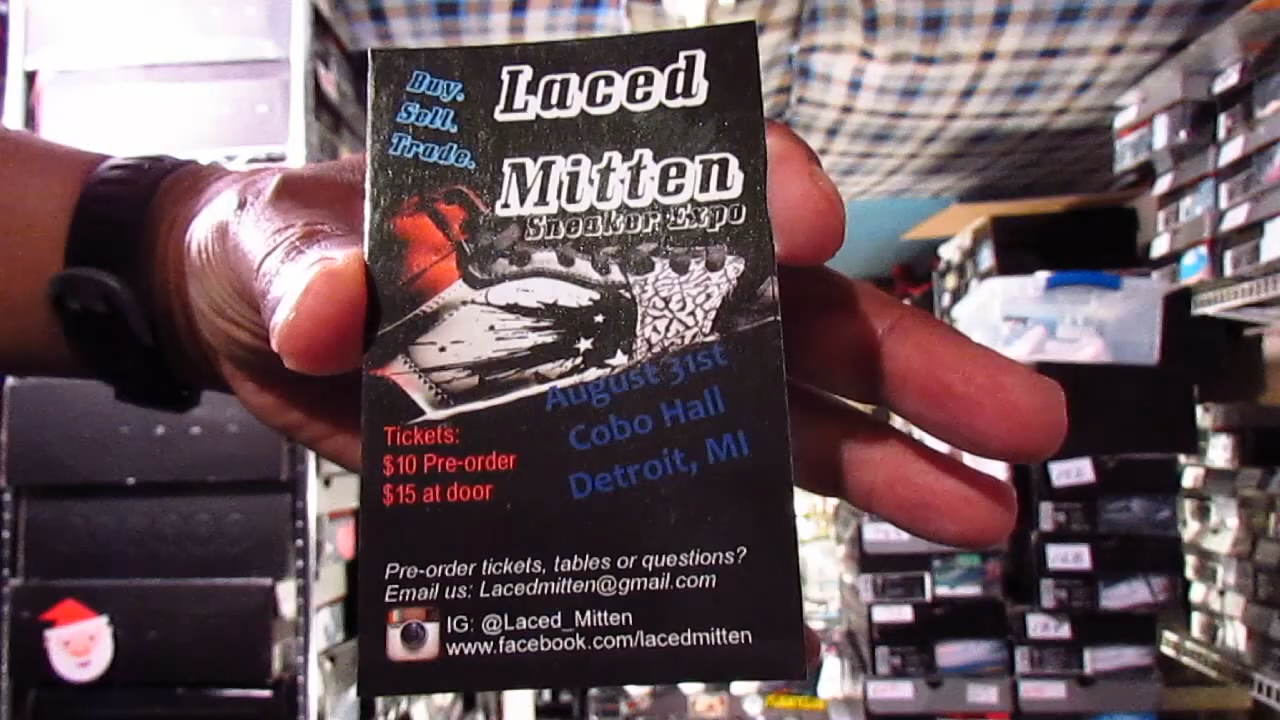 Buy.
Sell.
Trade.
Laced
Mitten
Sneaker Expo
August 31st
Cobo Hall
Detroit, MI
Tickets:
$10 Pre-order
$15 at door
Pre-order tickets, tables or questions?
Email us: Lacedmitten@gmail.com
IG: @Laced_Mitten
www.facebook.com/lacedmitten